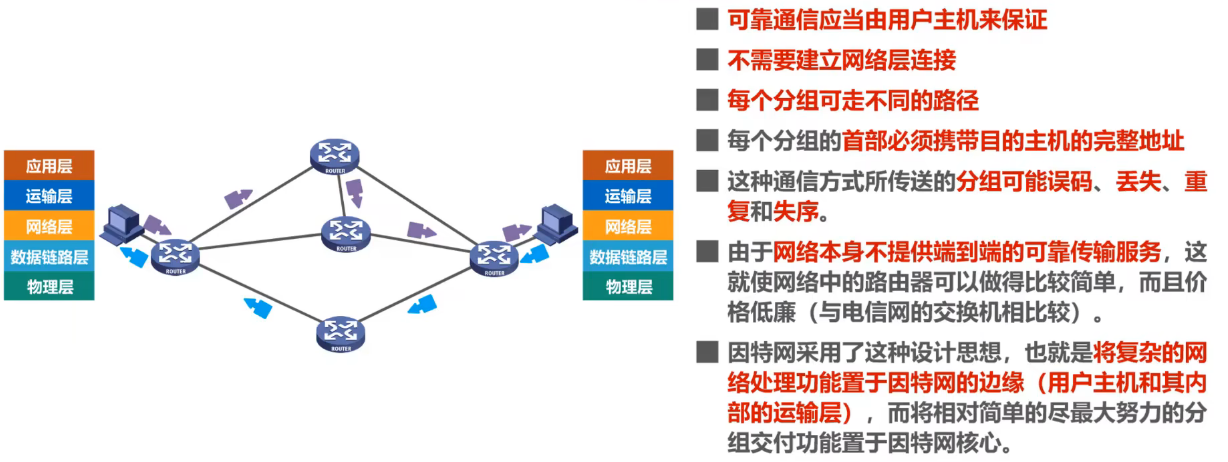 应用层
运输层
网络层
数据链路层
物理层
ROUTER
ROUTER
ROUTER
ROUTER
ROUTER
应用层
运输层
网络层
数据链路层
物理层
可靠通信应当由用户主机来保证
不需要建立网络层连接
每个分组可走不同的路径
每个分组的首部必须携带目的主机的完整地址
这种通信方式所传送的分组可能误码、丢失、重
复和失序。
由于网络本身不提供端到端的可靠传输服务，这
就使网络中的路由器可以做得比较简单，而且价
格低廉（与电信网的交换机相比较）。
因特网采用了这种设计思想，也就是将复杂的网
络处理功能置于因特网的边缘（用户主机和其内
部的运输层），而将相对简单的尽最大努力的分
组交付功能置于因特网核心。